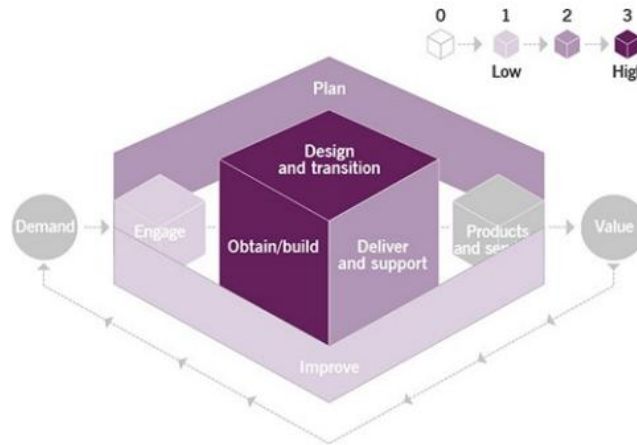 0 1 2 3
Low High
Plan
Design
and transition
Demand
Engage
Obtain/build
Deliver
and support
Products
and
Value
Improve